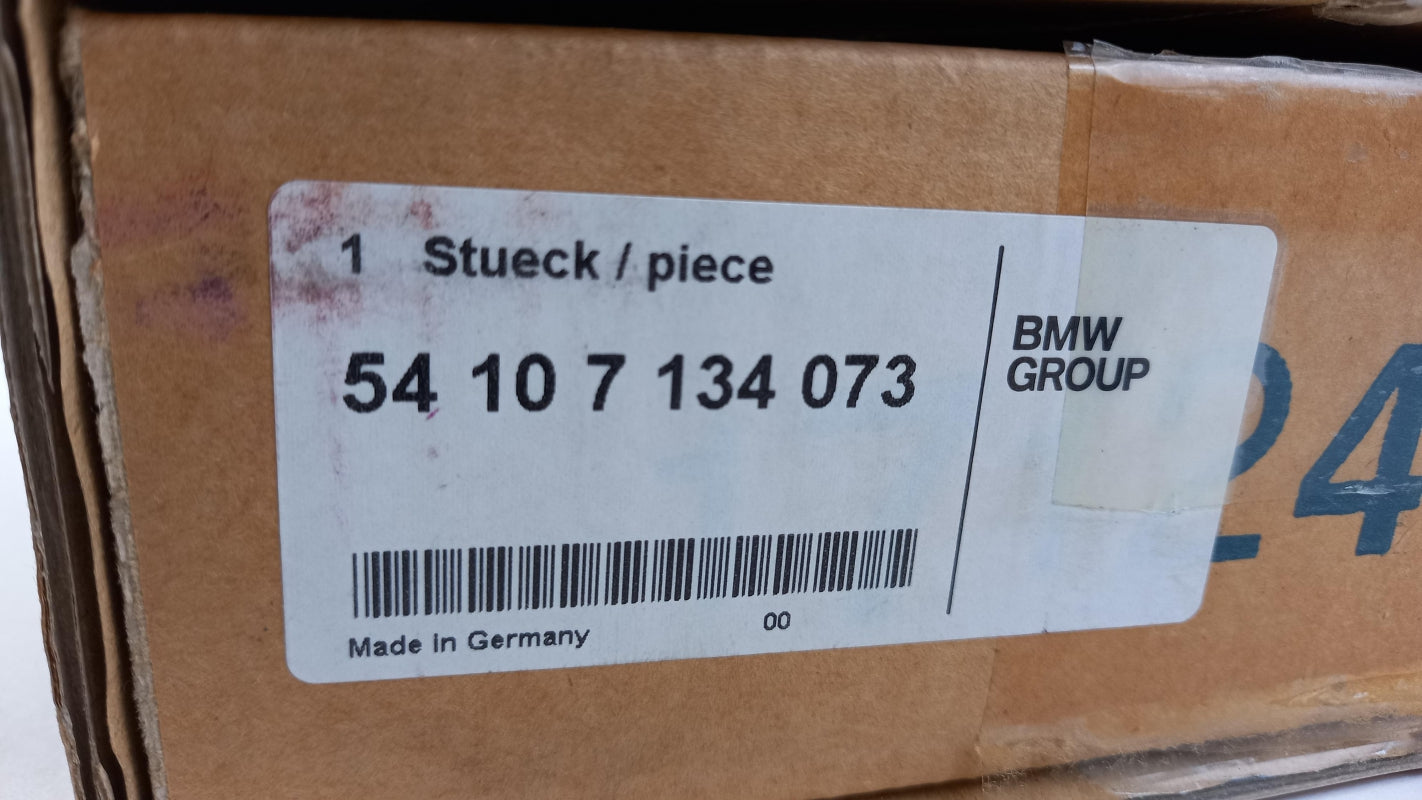 1 Stueck / piece
54 10 7 134 073
BMW
GROUP
24
Made in Germany
00